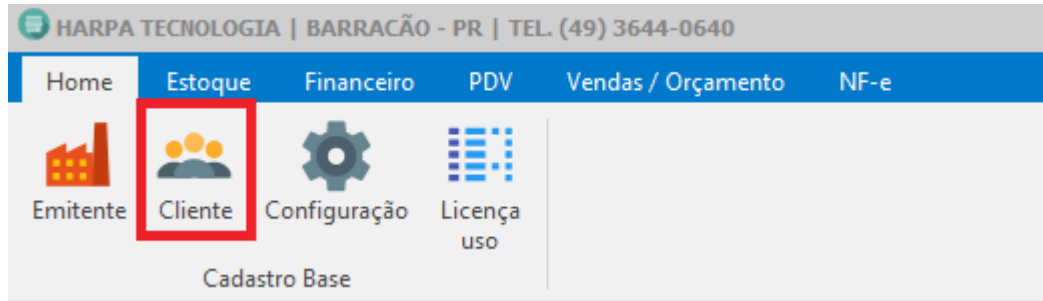 HARPA TECNOLOGIA | BARRACÃO - PR | TEL. (49) 3644-0640
Home Estoque Financeiro PDV Vendas / Orçamento NF-e
Emitente Cliente Configuração Licença
uso
Cadastro Base